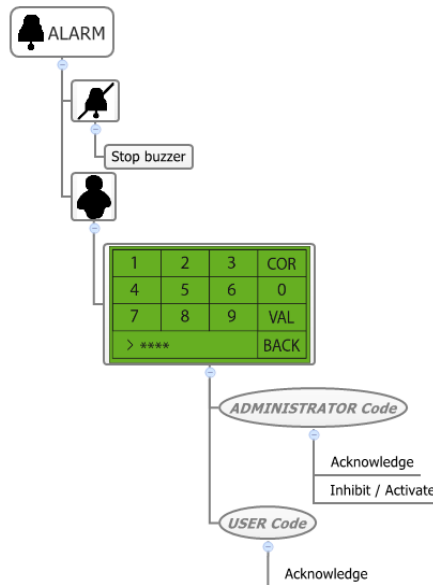 ALARM
Stop buzzer
1 2 3 COR
4 5 6 0
7 8 9 VAL
> **** BACK
ADMINISTRATOR Code
Acknowledge
Inhibit / Activate
USER Code
Acknowledge